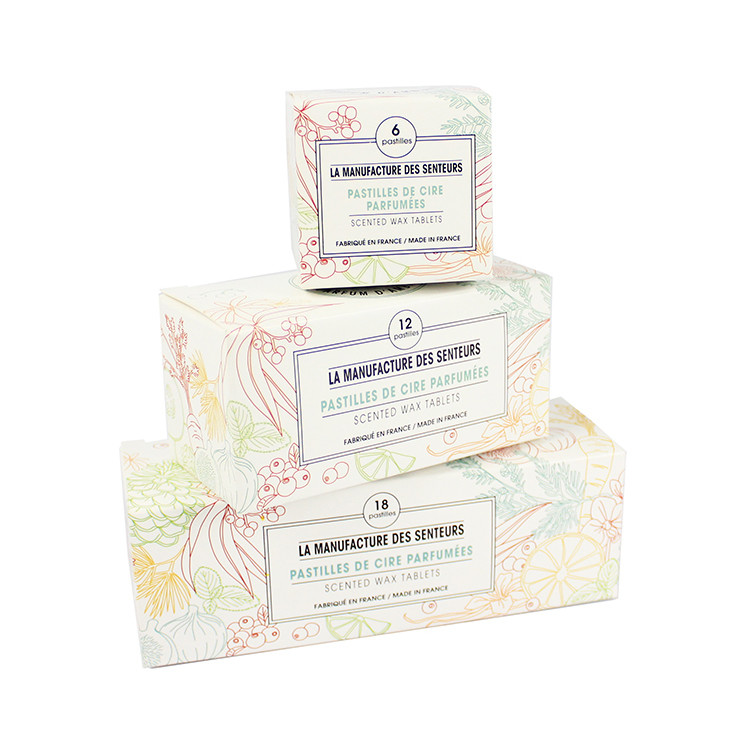 6
pastilles
LA MANUFACTURE DES SENTEURS
PASTILLES DE CIRE
PARFUMÉES
SCENTED WAX TABLETS
FABRIQUÉ EN FRANCE / MADE IN FRANCE
12
pastilles
LA MANUFACTURE DES SENTEURS
PASTILLES DE CIRE PARFUMÉES
SCENTED WAX TABLETS
FABRIQUÉ EN FRANCE / MADE IN FRANCE
18
pastilles
LA MANUFACTURE DES SENTEURS
PASTILLES DE CIRE PARFUMÉES
SCENTED WAX TABLETS
FABRIQUÉ EN FRANCE / MADE IN FRANCE